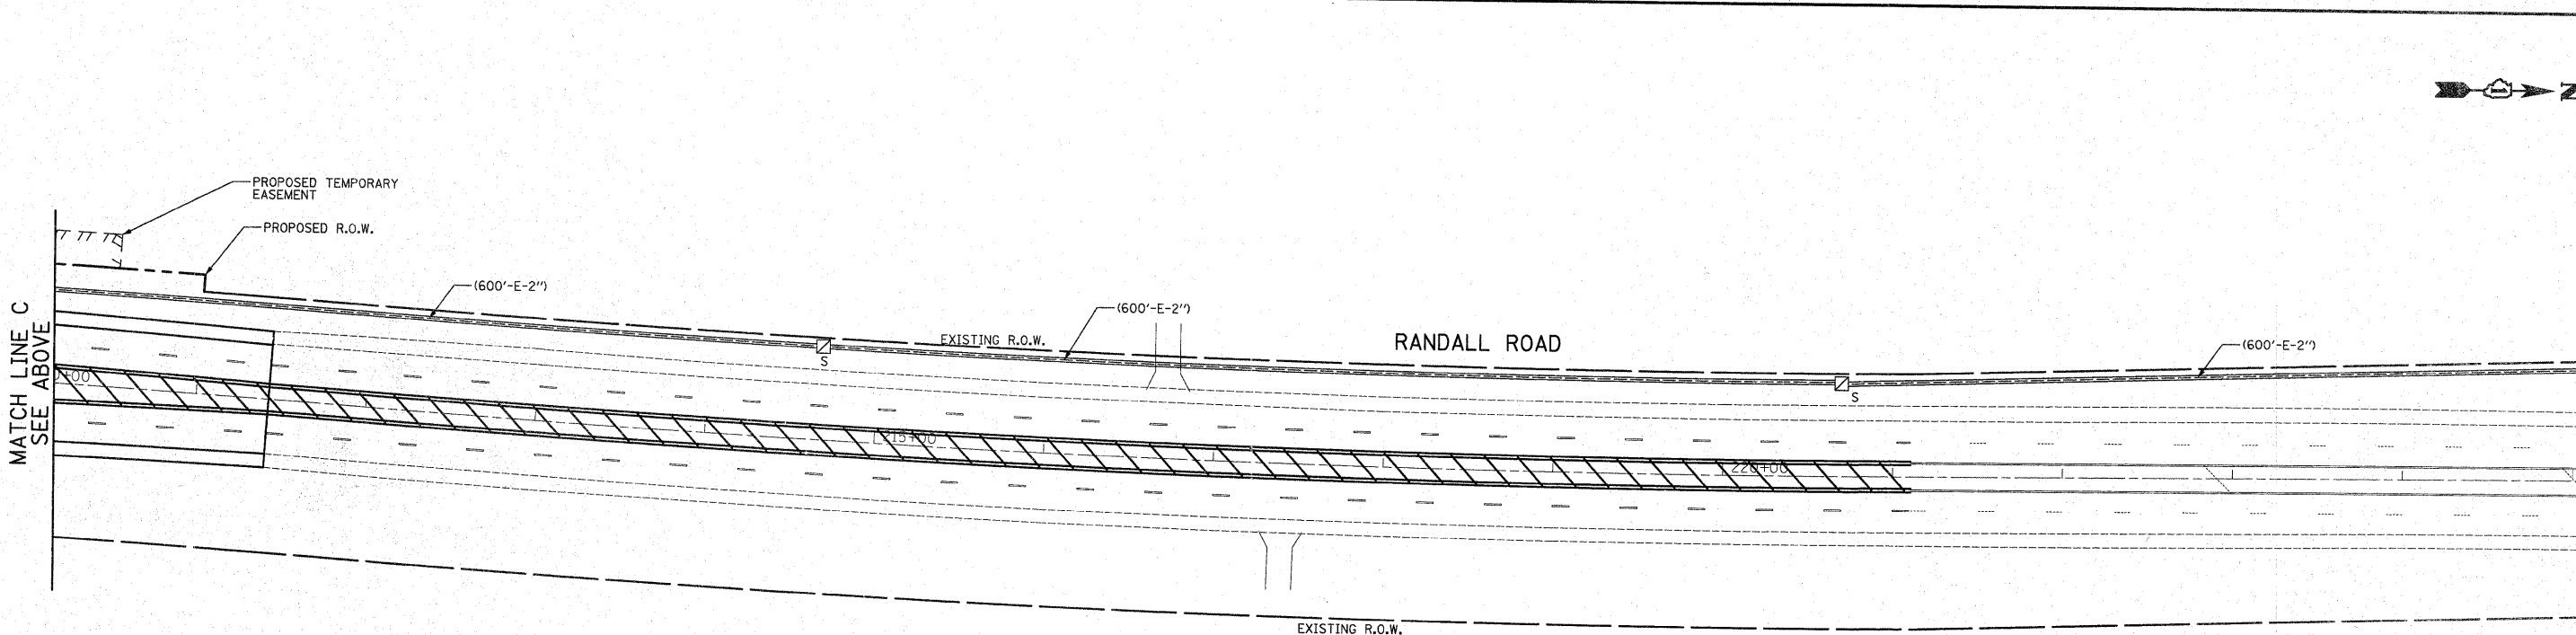 N
PROPOSED TEMPORARY
EASEMENT
PROPOSED R.O.W.
(600'-E-2")
(600'-E-2")
EXISTING R.O.W.
RANDALL ROAD
(600'-E-2")
S
S
MATCH LINE C
SEE ABOVE
+00
215+00
220+00
EXISTING R.O.W.